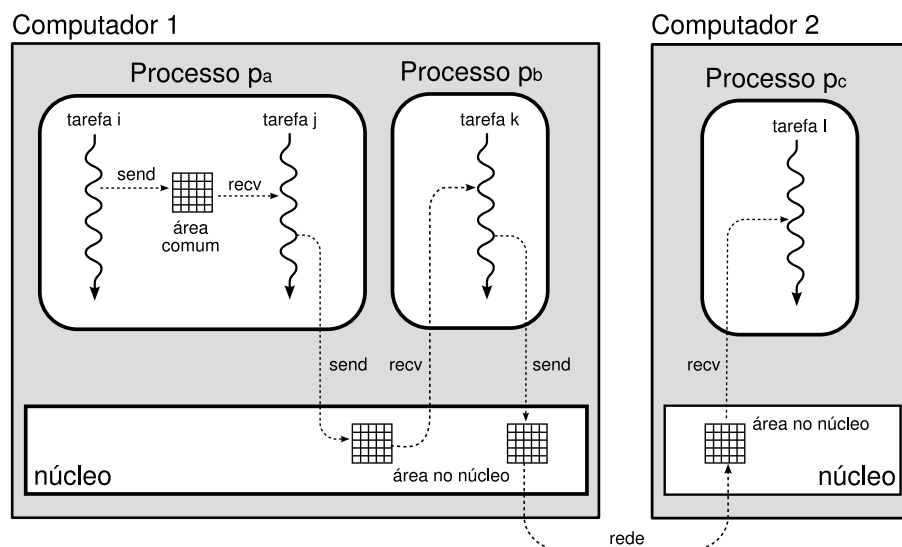 Computador 1
Computador 2
Processo pa
Processo pb
Processo pc
tarefa i
tarefa j
tarefa k
tarefa l
send
recv
área
comum
send
recv
send
recv
área no núcleo
núcleo
área no núcleo
núcleo
rede